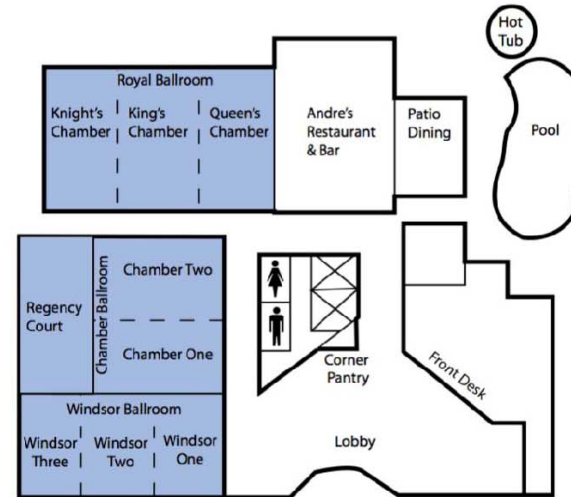 Hot
Tub
Royal Ballroom
Knight's
Chamber
King's
Chamber
Queen's
Chamber
Andre's
Restaurant
& Bar
Patio
Dining
Pool
Chamber Two
Regency
Court
Chamber Ballroom
Chamber One
Corner
Pantry
Front Desk
Windsor Ballroom
Windsor
Three
Windsor
Two
Windsor
One
Lobby